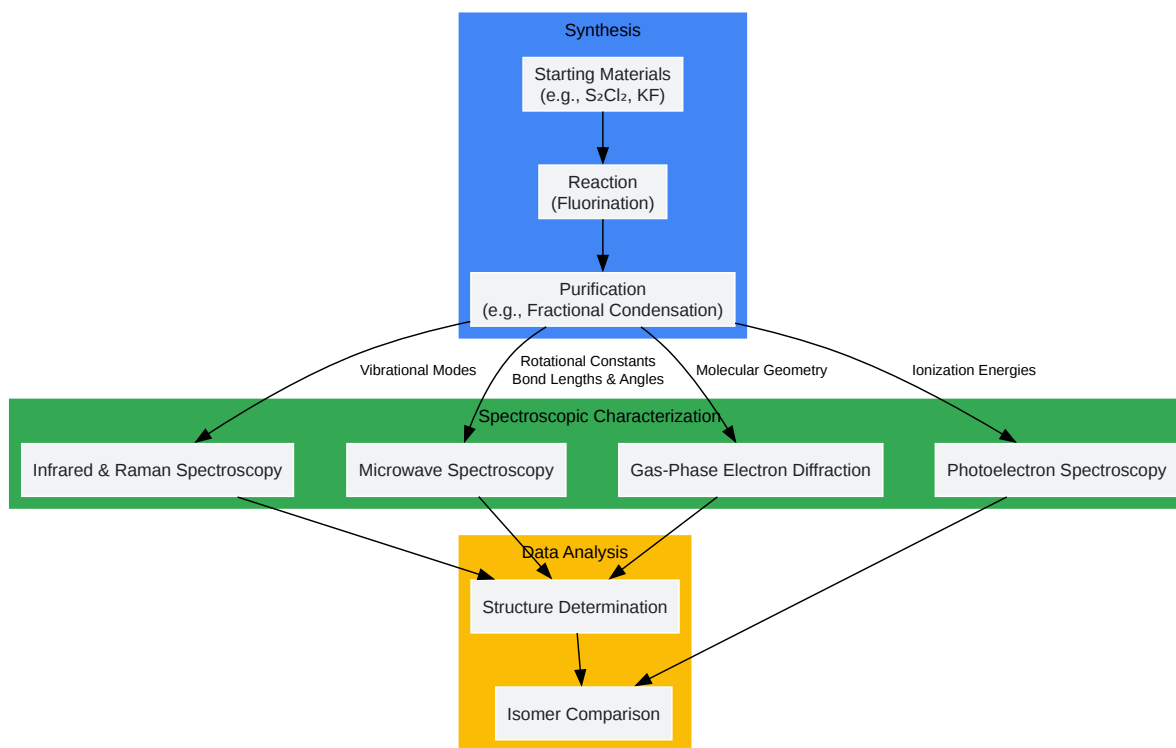 Synthesis
Starting Materials
(e.g., S₂Cl₂, KF)
Reaction
(Fluorination)
Purification
(e.g., Fractional Condensation)
Vibrational Modes
Rotational Constants
Bond Lengths & Angles
Molecular Geometry
Ionization Energies
Spectroscopic Characterization
Infrared & Raman Spectroscopy
Microwave Spectroscopy
Gas-Phase Electron Diffraction
Photoelectron Spectroscopy
Data Analysis
Structure Determination
Isomer Comparison